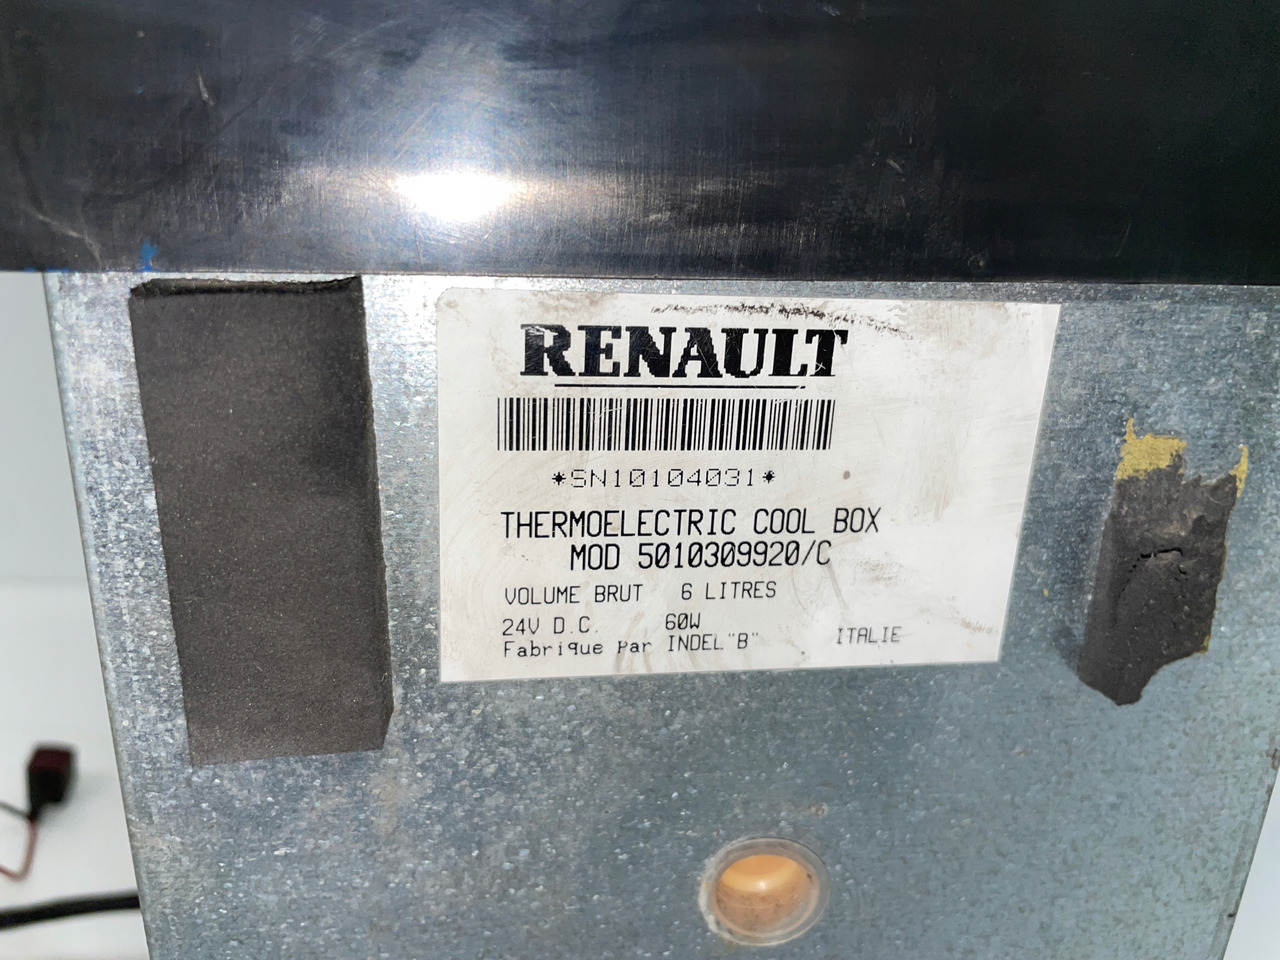 RENAULT
*SN10104031*
THERMOELECTRIC COOL BOX
MOD 5010309920/C
VOLUME BRUT 6 LITRES
24V D.C. 60W
Fabrique Par INDEL"B" ITALIE